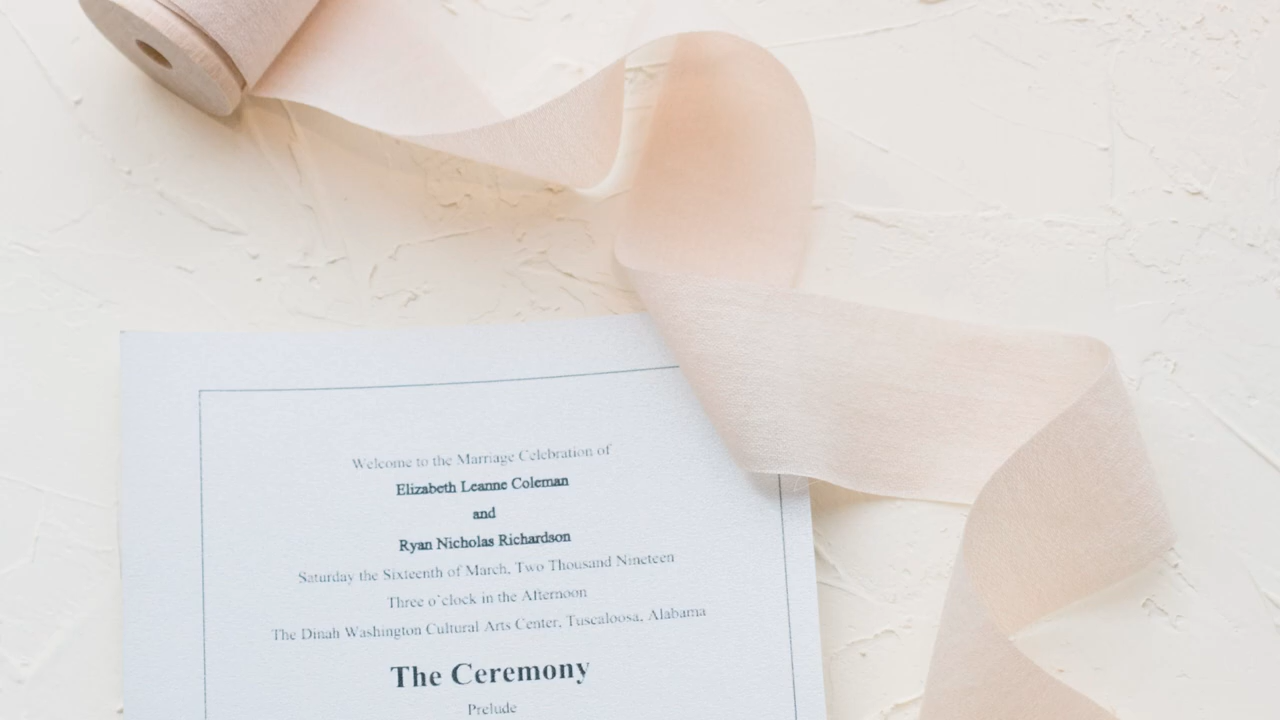 Welcome to the Marriage Celebration of
Elizabeth Leanne Coleman
and
Ryan Nicholas Richardson
Saturday the Sixteenth of March, Two Thousand Nineteen
Three o'clock in the Afternoon
The Dinah Washington Cultural Arts Center, Tuscaloosa, Alabama
The Ceremony
Prelude